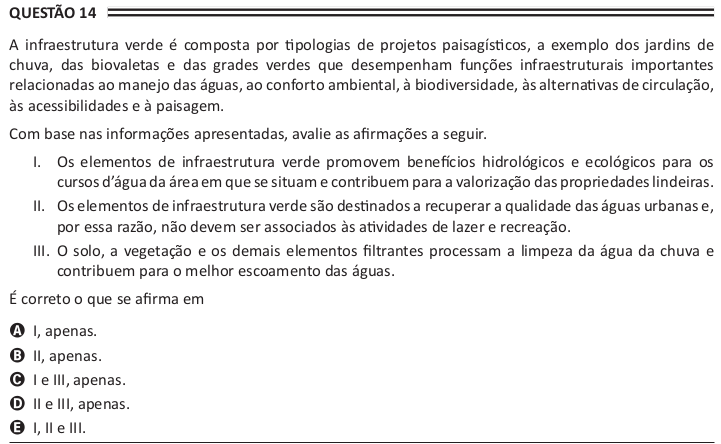 QUESTÃO 14
A infraestrutura verde é composta por tipologias de projetos paisagísticos, a exemplo dos jardins de
chuva, das biovaletas e das grades verdes que desempenham funções infraestruturais importantes
relacionadas ao manejo das águas, ao conforto ambiental, à biodiversidade, às alternativas de circulação,
às acessibilidades e à paisagem.
Com base nas informações apresentadas, avalie as afirmações a seguir.
I. Os elementos de infraestrutura verde promovem benefícios hidrológicos e ecológicos para os
cursos d’água da área em que se situam e contribuem para a valorização das propriedades lindeiras.
II. Os elementos de infraestrutura verde são destinados a recuperar a qualidade das águas urbanas e,
por essa razão, não devem ser associados às atividades de lazer e recreação.
III. O solo, a vegetação e os demais elementos filtrantes processam a limpeza da água da chuva e
contribuem para o melhor escoamento das águas.
É correto o que se afirma em
A I, apenas.
B II, apenas.
C I e III, apenas.
D II e III, apenas.
E I, II e III.